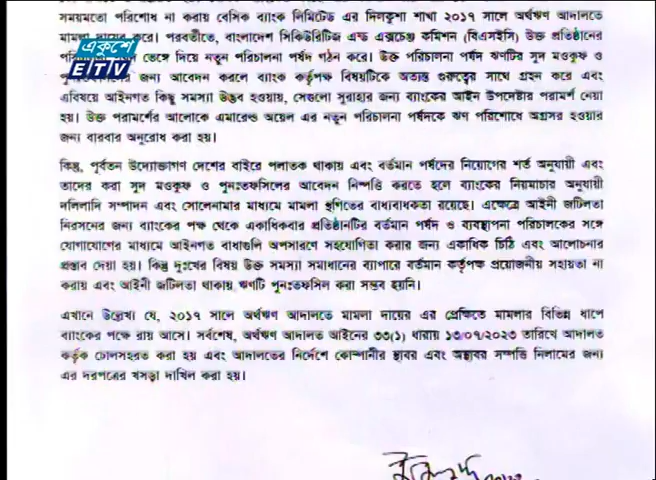 সময়মতো পরিশোধ না করায় বেসিক ব্যাংক লিমিটেড এর দিলকুশা শাখা ২০১৭ সালে অর্থঋণ আদালতে
মামলা দায়ের করে। পরবর্তীতে, বাংলাদেশ সিকিউরিটিজ এন্ড এক্সচেঞ্জ কমিশন (বিএসইসি) উক্ত প্রতিষ্ঠানের
ভেঙ্গে দিয়ে নতুন পরিচালনা পর্ষদ গঠন করে। উক্ত পরিচালনা পর্ষদ ঋণটির সুদ মওকুফ ও
জন্য আবেদন করলে ব্যাংক কর্তৃপক্ষ বিষয়টিকে অত্যন্ত গুরুত্বের সাথে গ্রহন করে এবং
একুশে
ETV
এবিষয়ে আইনগত কিছু সমস্যা উদ্ভব হওয়ায়, সেগুলো সুরাহার জন্য ব্যাংকের আইন উপদেষ্টার পরামর্শ নেয়া
হয়। উক্ত পরামর্শের আলোকে এমারেল্ড অয়েল এর নতুন পরিচালনা পর্ষদকে ঋণ পরিশোধে অগ্রসর হওয়ার
জন্য বারবার অনুরোধ করা হয়।
কিন্তু, পূর্বতন উদ্যোক্তাগণ দেশের বাইরে পলাতক থাকায় এবং বর্তমান পর্ষদের নিয়োগের শর্ত অনুযায়ী এবং
তাদের করা সুদ মওকুফ ও পুনঃতফসিলের আবেদন নিষ্পত্তি করতে হলে ব্যাংকের নিয়মাচার অনুযায়ী
দলিলাদি সম্পাদন এবং সোলেনামার মাধ্যমে মামলা স্থগিতের বাধ্যবাধকতা রয়েছে। এক্ষেত্রে আইনী জটিলতা
নিরসনের জন্য ব্যাংকের পক্ষ থেকে একাধিকবার প্রতিষ্ঠানটির বর্তমান পর্ষদ ও ব্যবস্থাপনা পরিচালকের সঙ্গে
যোগাযোগের মাধ্যমে আইনগত বাধাগুলি অপসারণে সহযোগিতা করার জন্য একাধিক চিঠি এবং আলোচনার
প্রস্তাব দেয়া হয়। কিন্তু দুঃখের বিষয় উক্ত সমস্যা সমাধানের ব্যাপারে বর্তমান কর্তৃপক্ষ প্রয়োজনীয় সহায়তা না
করায় এবং আইনী জটিলতা থাকায় ঋণটি পুনঃতফসিল করা সম্ভব হয়নি।
এখানে উল্লেখ্য যে, ২০১৭ সালে অর্থঋণ আদালতে মামলা দায়ের এর প্রেক্ষিতে মামলার বিভিন্ন ধাপে
ব্যাংকের পক্ষে রায় আসে। সর্বশেষ, অর্থঋণ আদালত আইনের ৩৩(১) ধারায় ১৩/০৭/২০২৩ তারিখে আদালত
কর্তৃক ঢোলসহরত করা হয় এবং আদালতের নির্দেশে কোম্পানীর স্থাবর এবং অস্থাবর সম্পত্তি নিলামের জন্য
এর দরপত্রের খসড়া দাখিল করা হয়।